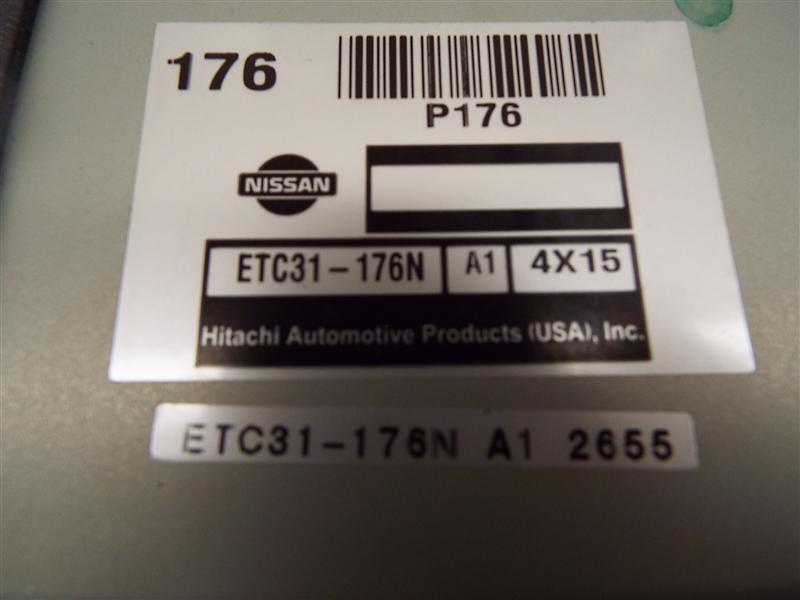 176
P176
NISSAN
ETC31-176N A1 4X15
Hitachi Automotive Products (USA), Inc.
ETC31-176N A1 2655